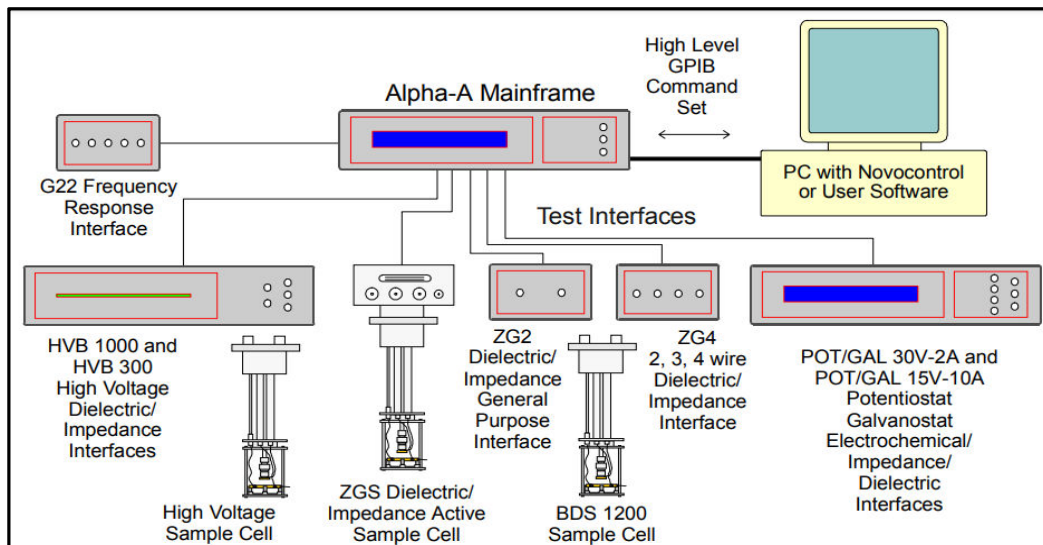 High Level
GPIB
Command
Set
Alpha-A Mainframe
PC with Novocontrol
or User Software
G22 Frequency
Response
Interface
Test Interfaces
HVB 1000 and
HVB 300
High Voltage
Dielectric/
Impedance
Interfaces
High Voltage
Sample Cell
ZGS Dielectric/
Impedance Active
Sample Cell
ZG2
Dielectric/
Impedance
General
Purpose
Interface
BDS 1200
Sample Cell
ZG4
2, 3, 4 wire
Dielectric/
Impedance
Interface
POT/GAL 30V-2A and
POT/GAL 15V-10A
Potentiostat
Galvanostat
Electrochemical/
Impedance/
Dielectric
Interfaces